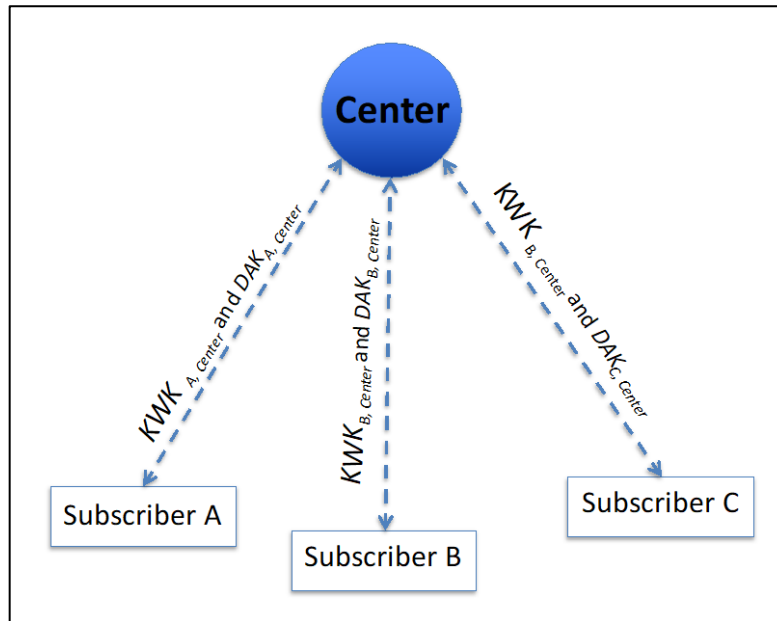 Center
KWK A, Center and DAK A, Center
KWK B, Center and DAK B, Center
KWK B, Center and DAK C, Center
Subscriber A
Subscriber B
Subscriber C